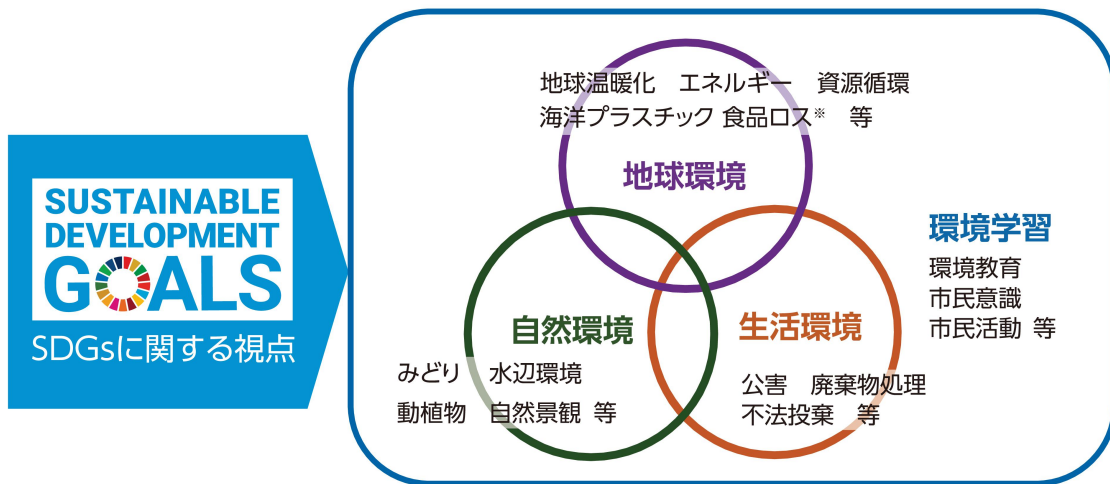 SUSTAINABLE
DEVELOPMENT
GOALS
SDGsに関する視点
地球温暖化　エネルギー　資源循環
海洋プラスチック 食品ロス※　等
地球環境
自然環境
みどり　水辺環境
動植物　自然景観 等
生活環境
公害　廃棄物処理
不法投棄　等
環境学習
環境教育
市民意識
市民活動 等